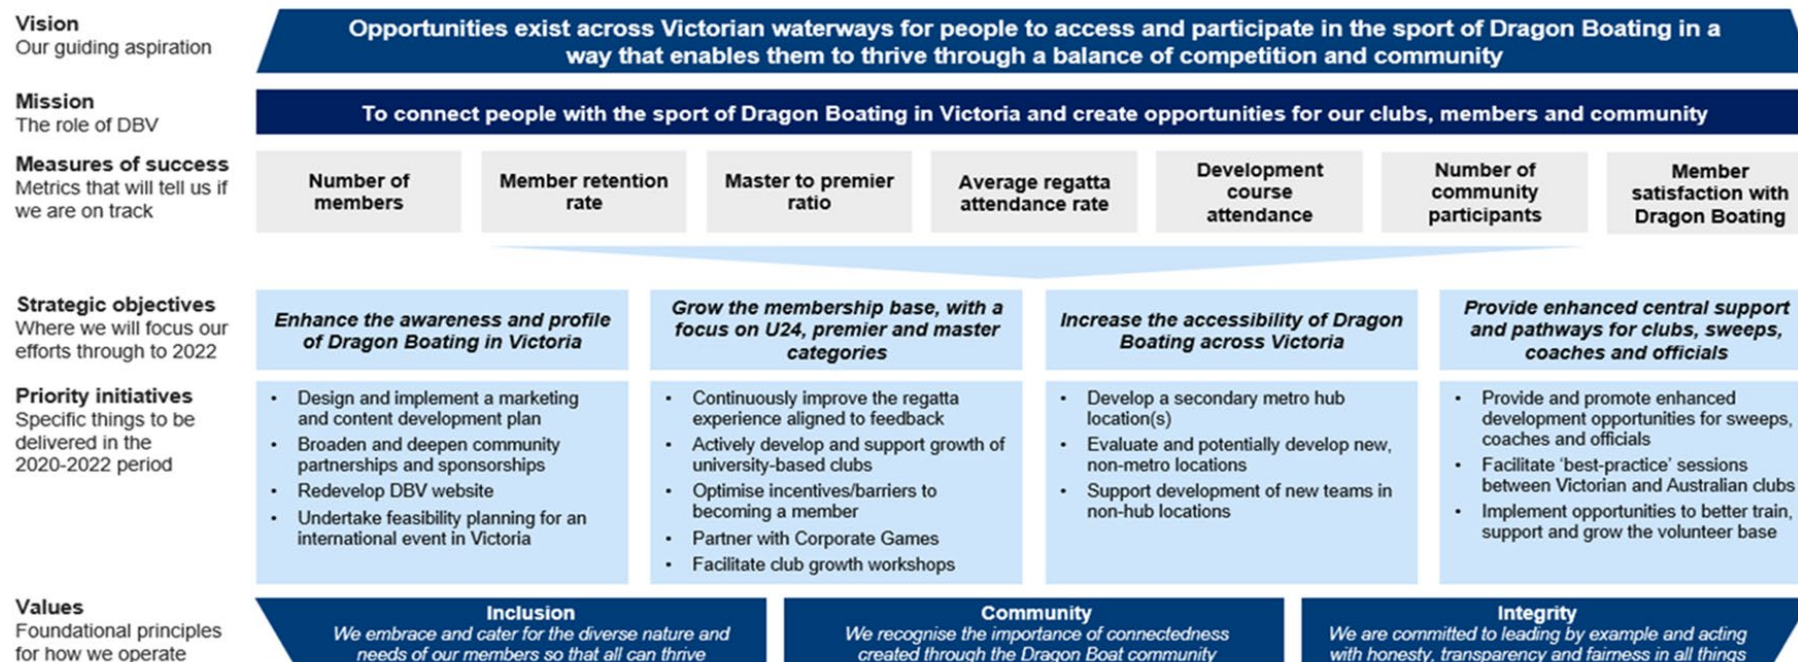 Vision
Our guiding aspiration
Opportunities exist across Victorian waterways for people to access and participate in the sport of Dragon Boating in a
way that enables them to thrive through a balance of competition and community
Mission
The role of DBV
To connect people with the sport of Dragon Boating in Victoria and create opportunities for our clubs, members and community
Measures of success
Metrics that will tell us if
we are on track
Number of
members
Member retention
rate
Master to premier
ratio
Average regatta
attendance rate
Development
course
attendance
Number of
community
participants
Member
satisfaction with
Dragon Boating
Strategic objectives
Where we will focus our
efforts through to 2022
Enhance the awareness and profile
of Dragon Boating in Victoria
Grow the membership base, with a
focus on U24, premier and master
categories
Increase the accessibility of Dragon
Boating across Victoria
Provide enhanced central support
and pathways for clubs, sweeps,
coaches and officials
Priority initiatives
Specific things to be
delivered in the
2020-2022 period
• Design and implement a marketing
and content development plan
• Broaden and deepen community
partnerships and sponsorships
• Redevelop DBV website
• Undertake feasibility planning for an
international event in Victoria
• Continuously improve the regatta
experience aligned to feedback
• Actively develop and support growth of
university-based clubs
• Optimise incentives/barriers to
becoming a member
• Partner with Corporate Games
• Facilitate club growth workshops
• Develop a secondary metro hub
location(s)
• Evaluate and potentially develop new,
non-metro locations
• Support development of new teams in
non-hub locations
• Provide and promote enhanced
development opportunities for sweeps,
coaches and officials
• Facilitate ‘best-practice’ sessions
between Victorian and Australian clubs
• Implement opportunities to better train,
support and grow the volunteer base
Values
Foundational principles
for how we operate
Inclusion
We embrace and cater for the diverse nature and
needs of our members so that all can thrive
Community
We recognise the importance of connectedness
created through the Dragon Boat community
Integrity
We are committed to leading by example and acting
with honesty, transparency and fairness in all things